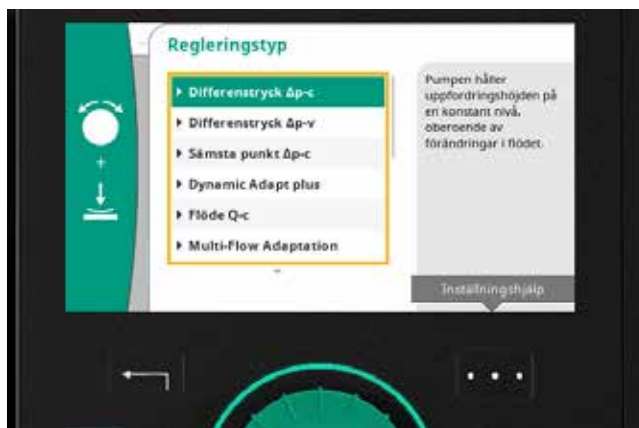 Regleringstyp
Differenstryck Δp-c
Differenstryck Δp-v
Sämsta punkt Δp-c
Dynamic Adapt plus
Flöde Q-c
Multi-Flow Adaptation
Pumpen håller
uppfordringshöjden på
en konstant nivå,
oberoende av
förändringar i flödet.
Inställningshjälp
+